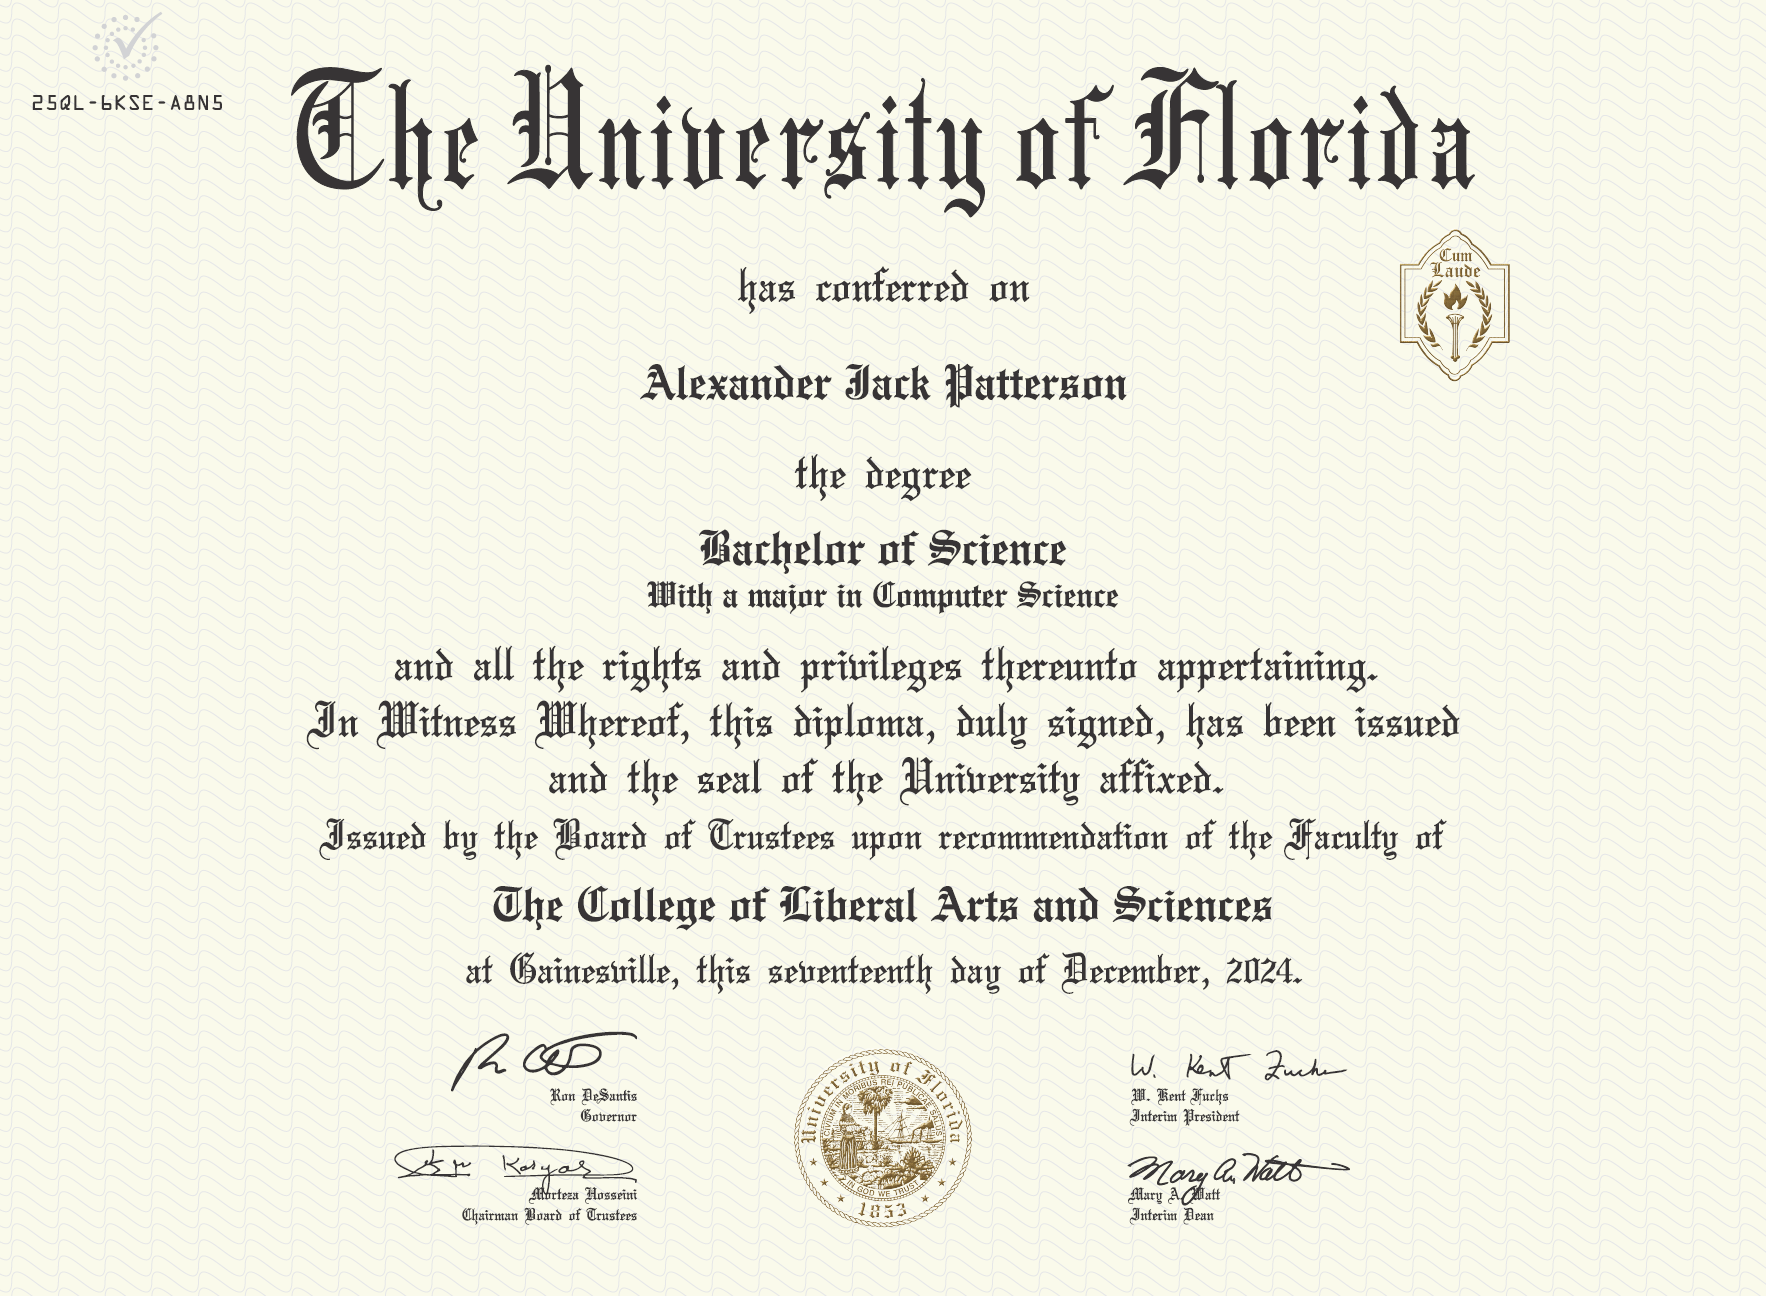 25QL-6KSE-A8N5
The University of Florida
Cum
Laude
has conferred on
Alexander Jack Patterson
the degree
Bachelor of Science
With a major in Computer Science
and all the rights and privileges thereunto appertaining.
In Witness Whereof, this diploma, duly signed, has been issued
and the seal of the University affixed.
Issued by the Board of Trustees upon recommendation of the Faculty of
The College of Liberal Arts and Sciences
at Gainesville, this seventeenth day of December, 2024.
Ron DeSantis
Governor
Morteza Hosseini
Chairman Board of Trustees
University of Florida
CIVIUM IN MORIBUS REI PUBLICAE SALUS
IN GOD WE TRUST
1853
W. Kent Fuchs
W. Kent Fuchs
Interim President
Mary A. Watt
Mary A. Watt
Interim Dean